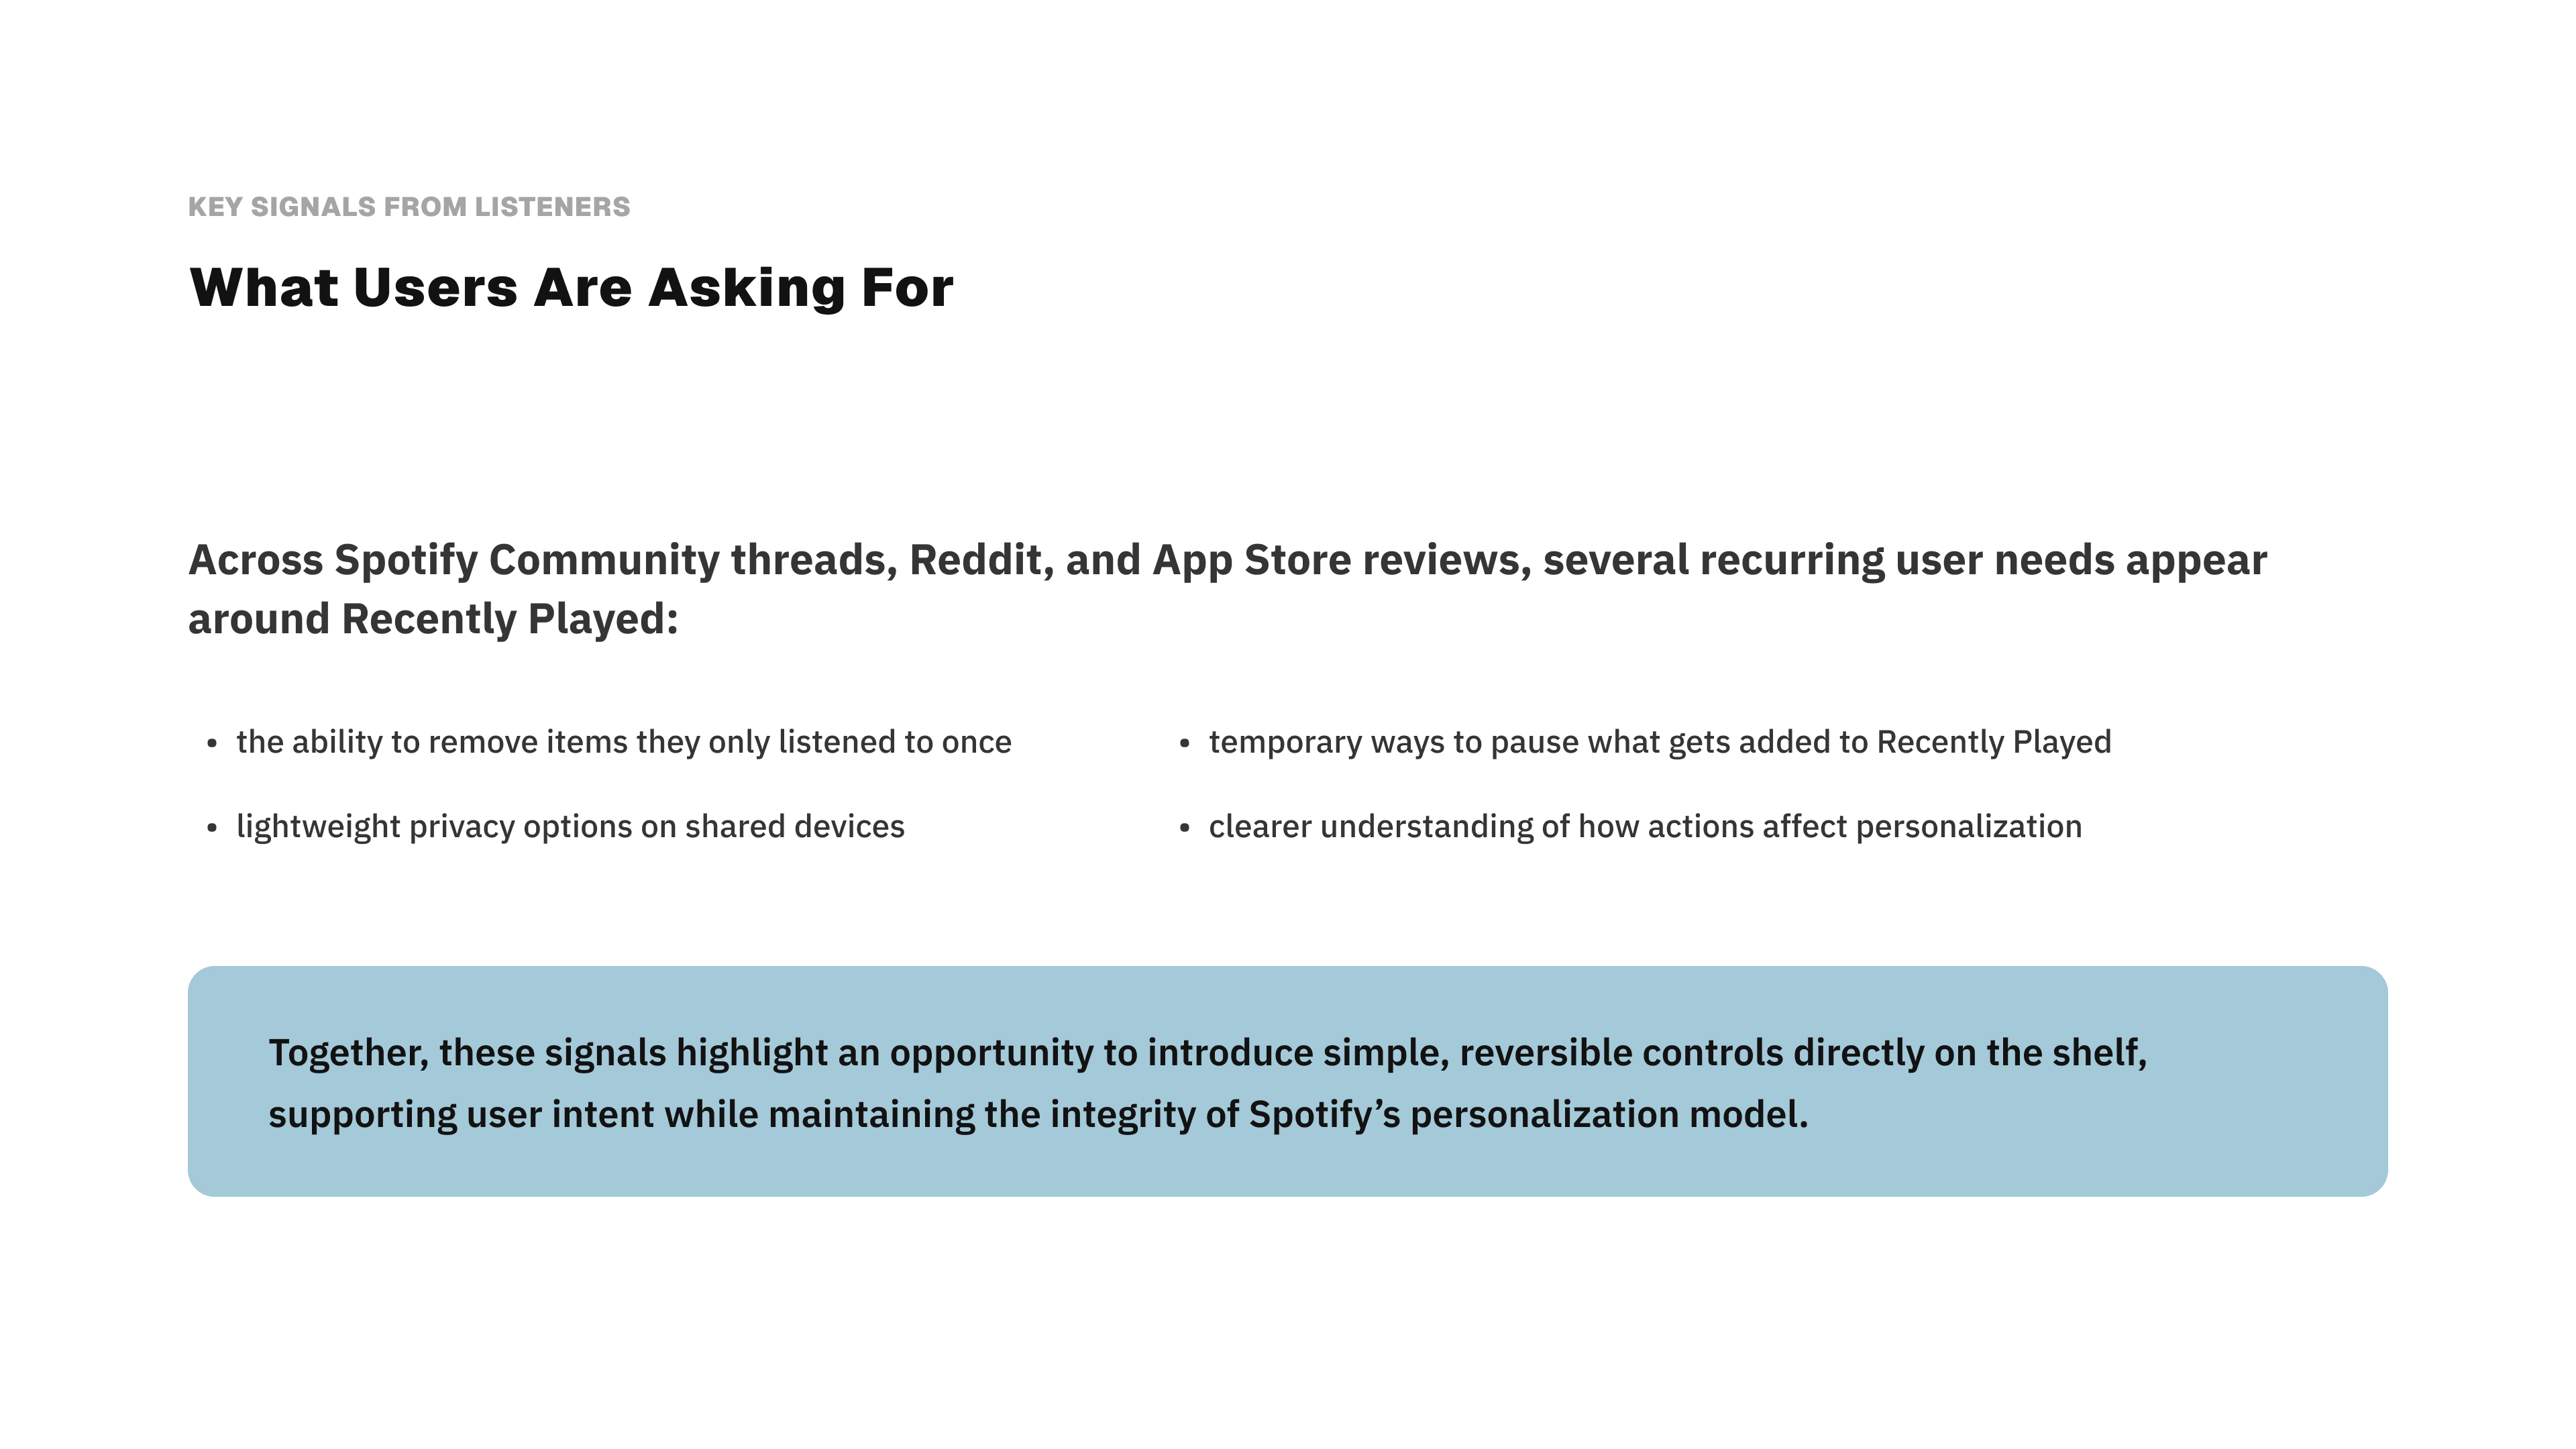 KEY SIGNALS FROM LISTENERS
What Users Are Asking For
Across Spotify Community threads, Reddit, and App Store reviews, several recurring user needs appear
around Recently Played:
• the ability to remove items they only listened to once
• lightweight privacy options on shared devices
• temporary ways to pause what gets added to Recently Played
• clearer understanding of how actions affect personalization
Together, these signals highlight an opportunity to introduce simple, reversible controls directly on the shelf,
supporting user intent while maintaining the integrity of Spotify’s personalization model.